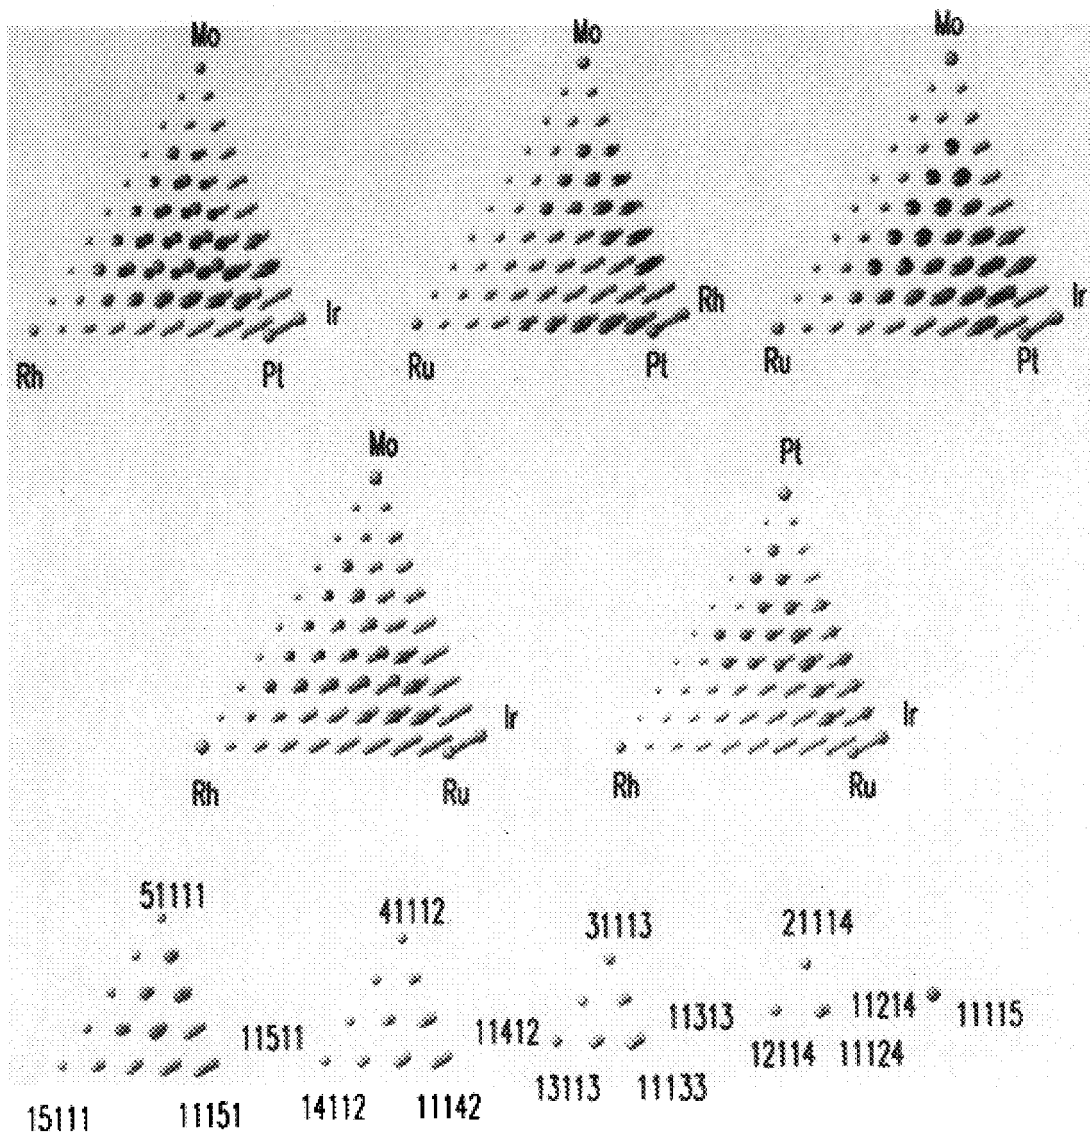 Mo Mo Mo
Ir Rh Ir
Rh Pt Ru Pt Ru Pt
Mo Pt
Ir Ir
Rh Ru Rh Ru
51111 41112 31113 21114
11511 11412 11313 11214 11115
15111 11151 14112 11142 13113 11133 12114 11124